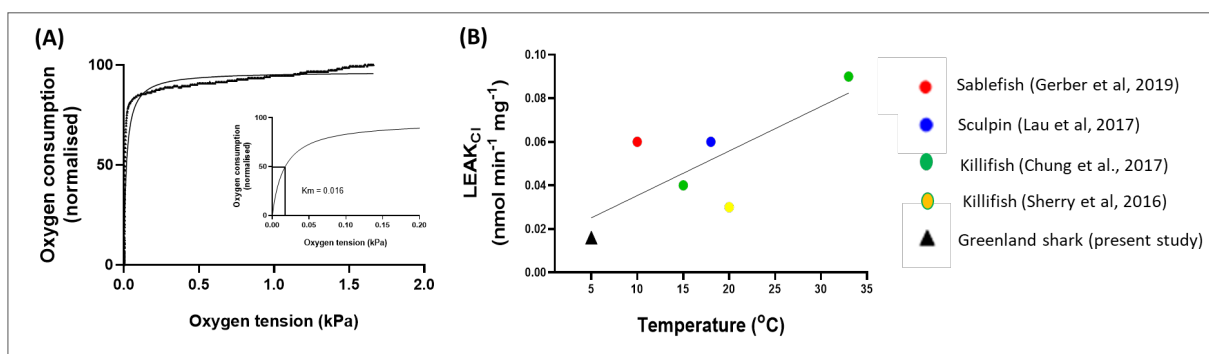 (A)
Oxygen consumption
(normalised)
100
50
0
0.0 0.5 1.0 1.5 2.0
Oxygen tension (kPa)
Oxygen consumption
(normalised)
100
50
0
Km = 0.016
0.00 0.05 0.10 0.15 0.20
Oxygen tension (kPa)
(B)
LEAK_CI
(nmol min⁻¹ mg⁻¹)
0.10
0.08
0.06
0.04
0.02
0.00
5 10 15 20 25 30 35
Temperature (°C)
Sablefish (Gerber et al, 2019)
Sculpin (Lau et al, 2017)
Killifish (Chung et al., 2017)
Killifish (Sherry et al, 2016)
Greenland shark (present study)